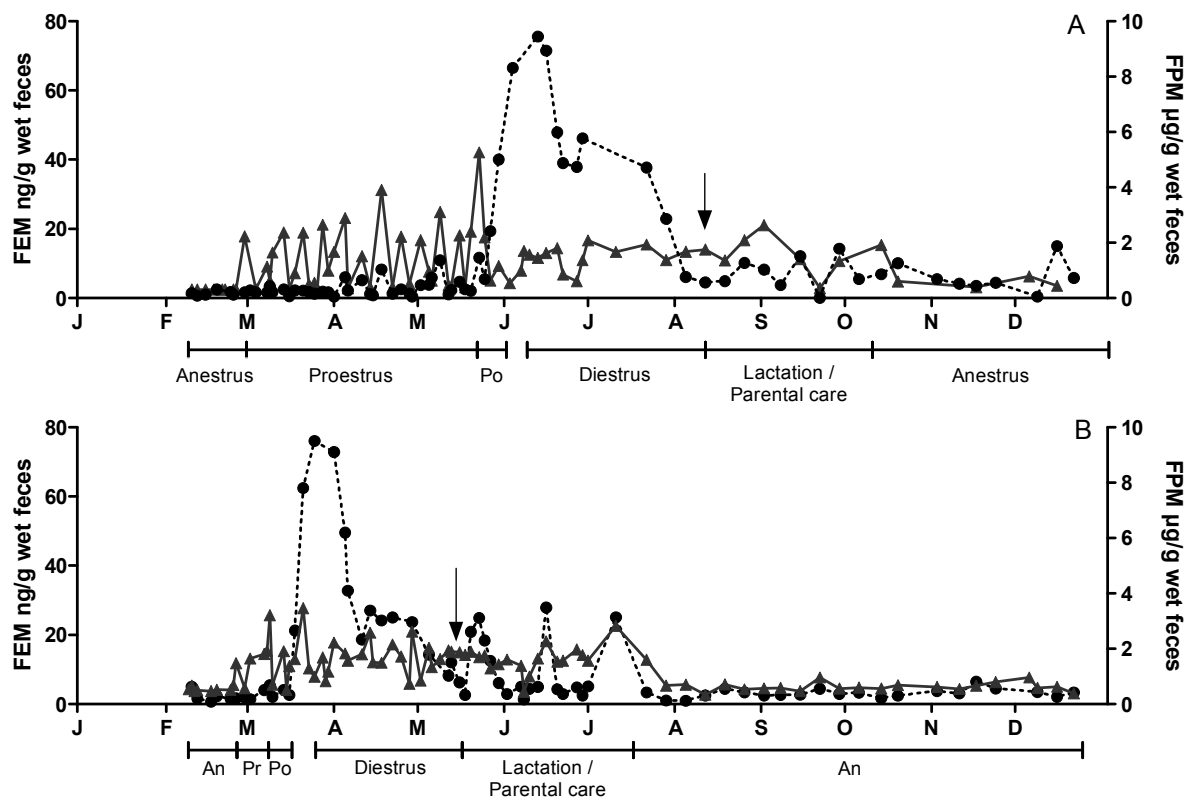 A
FEM ng/g wet feces
80
60
40
20
0
10
8
6
4
2
0
FPM µg/g wet feces
J F M A M J J A S O N D
Anestrus Proestrus Po Diestrus Lactation / Anestrus
Parental care
B
FEM ng/g wet feces
80
60
40
20
0
10
8
6
4
2
0
FPM µg/g wet feces
J F M A M J J A S O N D
An Pr Po Diestrus Lactation / An
Parental care